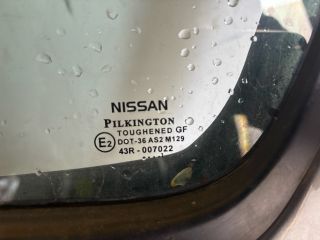 NISSAN
PILKINGTON
TOUGHENED GF
E2 DOT-36 AS2 M129
43R-007022